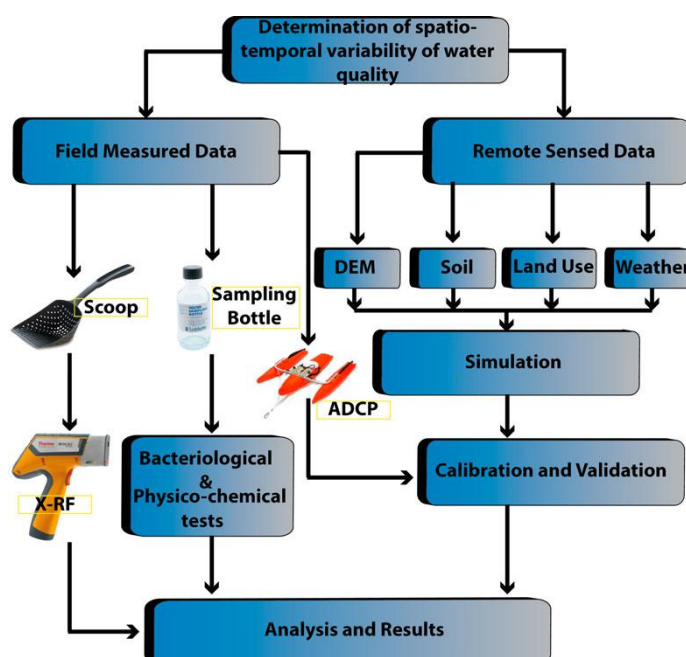 Determination of spatio-
temporal variability of water
quality
Field Measured Data
Remote Sensed Data
DEM
Soil
Land Use
Weather
Scoop
Sampling
Bottle
ADCP
Simulation
X-RF
Bacteriological
&
Physico-chemical
tests
Calibration and Validation
Analysis and Results